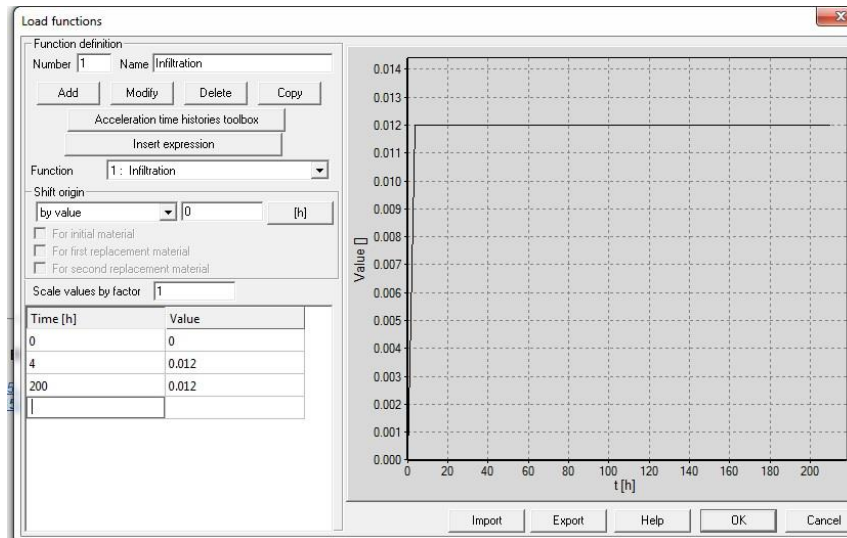 Load functions
Function definition
Number 1 Name Infiltration
Add Modify Delete Copy
Acceleration time histories toolbox
Insert expression
Function 1 : Infiltration
Shift origin
by value 0 [h]
For initial material
For first replacement material
For second replacement material
Scale values by factor 1
Time [h] Value
0 0
4 0.012
200 0.012
0.014
0.013
0.012
0.011
0.010
0.009
0.008
0.007
0.006
0.005
0.004
0.003
0.002
0.001
0.000
Value []
0 20 40 60 80 100 120 140 160 180 200
t [h]
Import Export Help OK Cancel